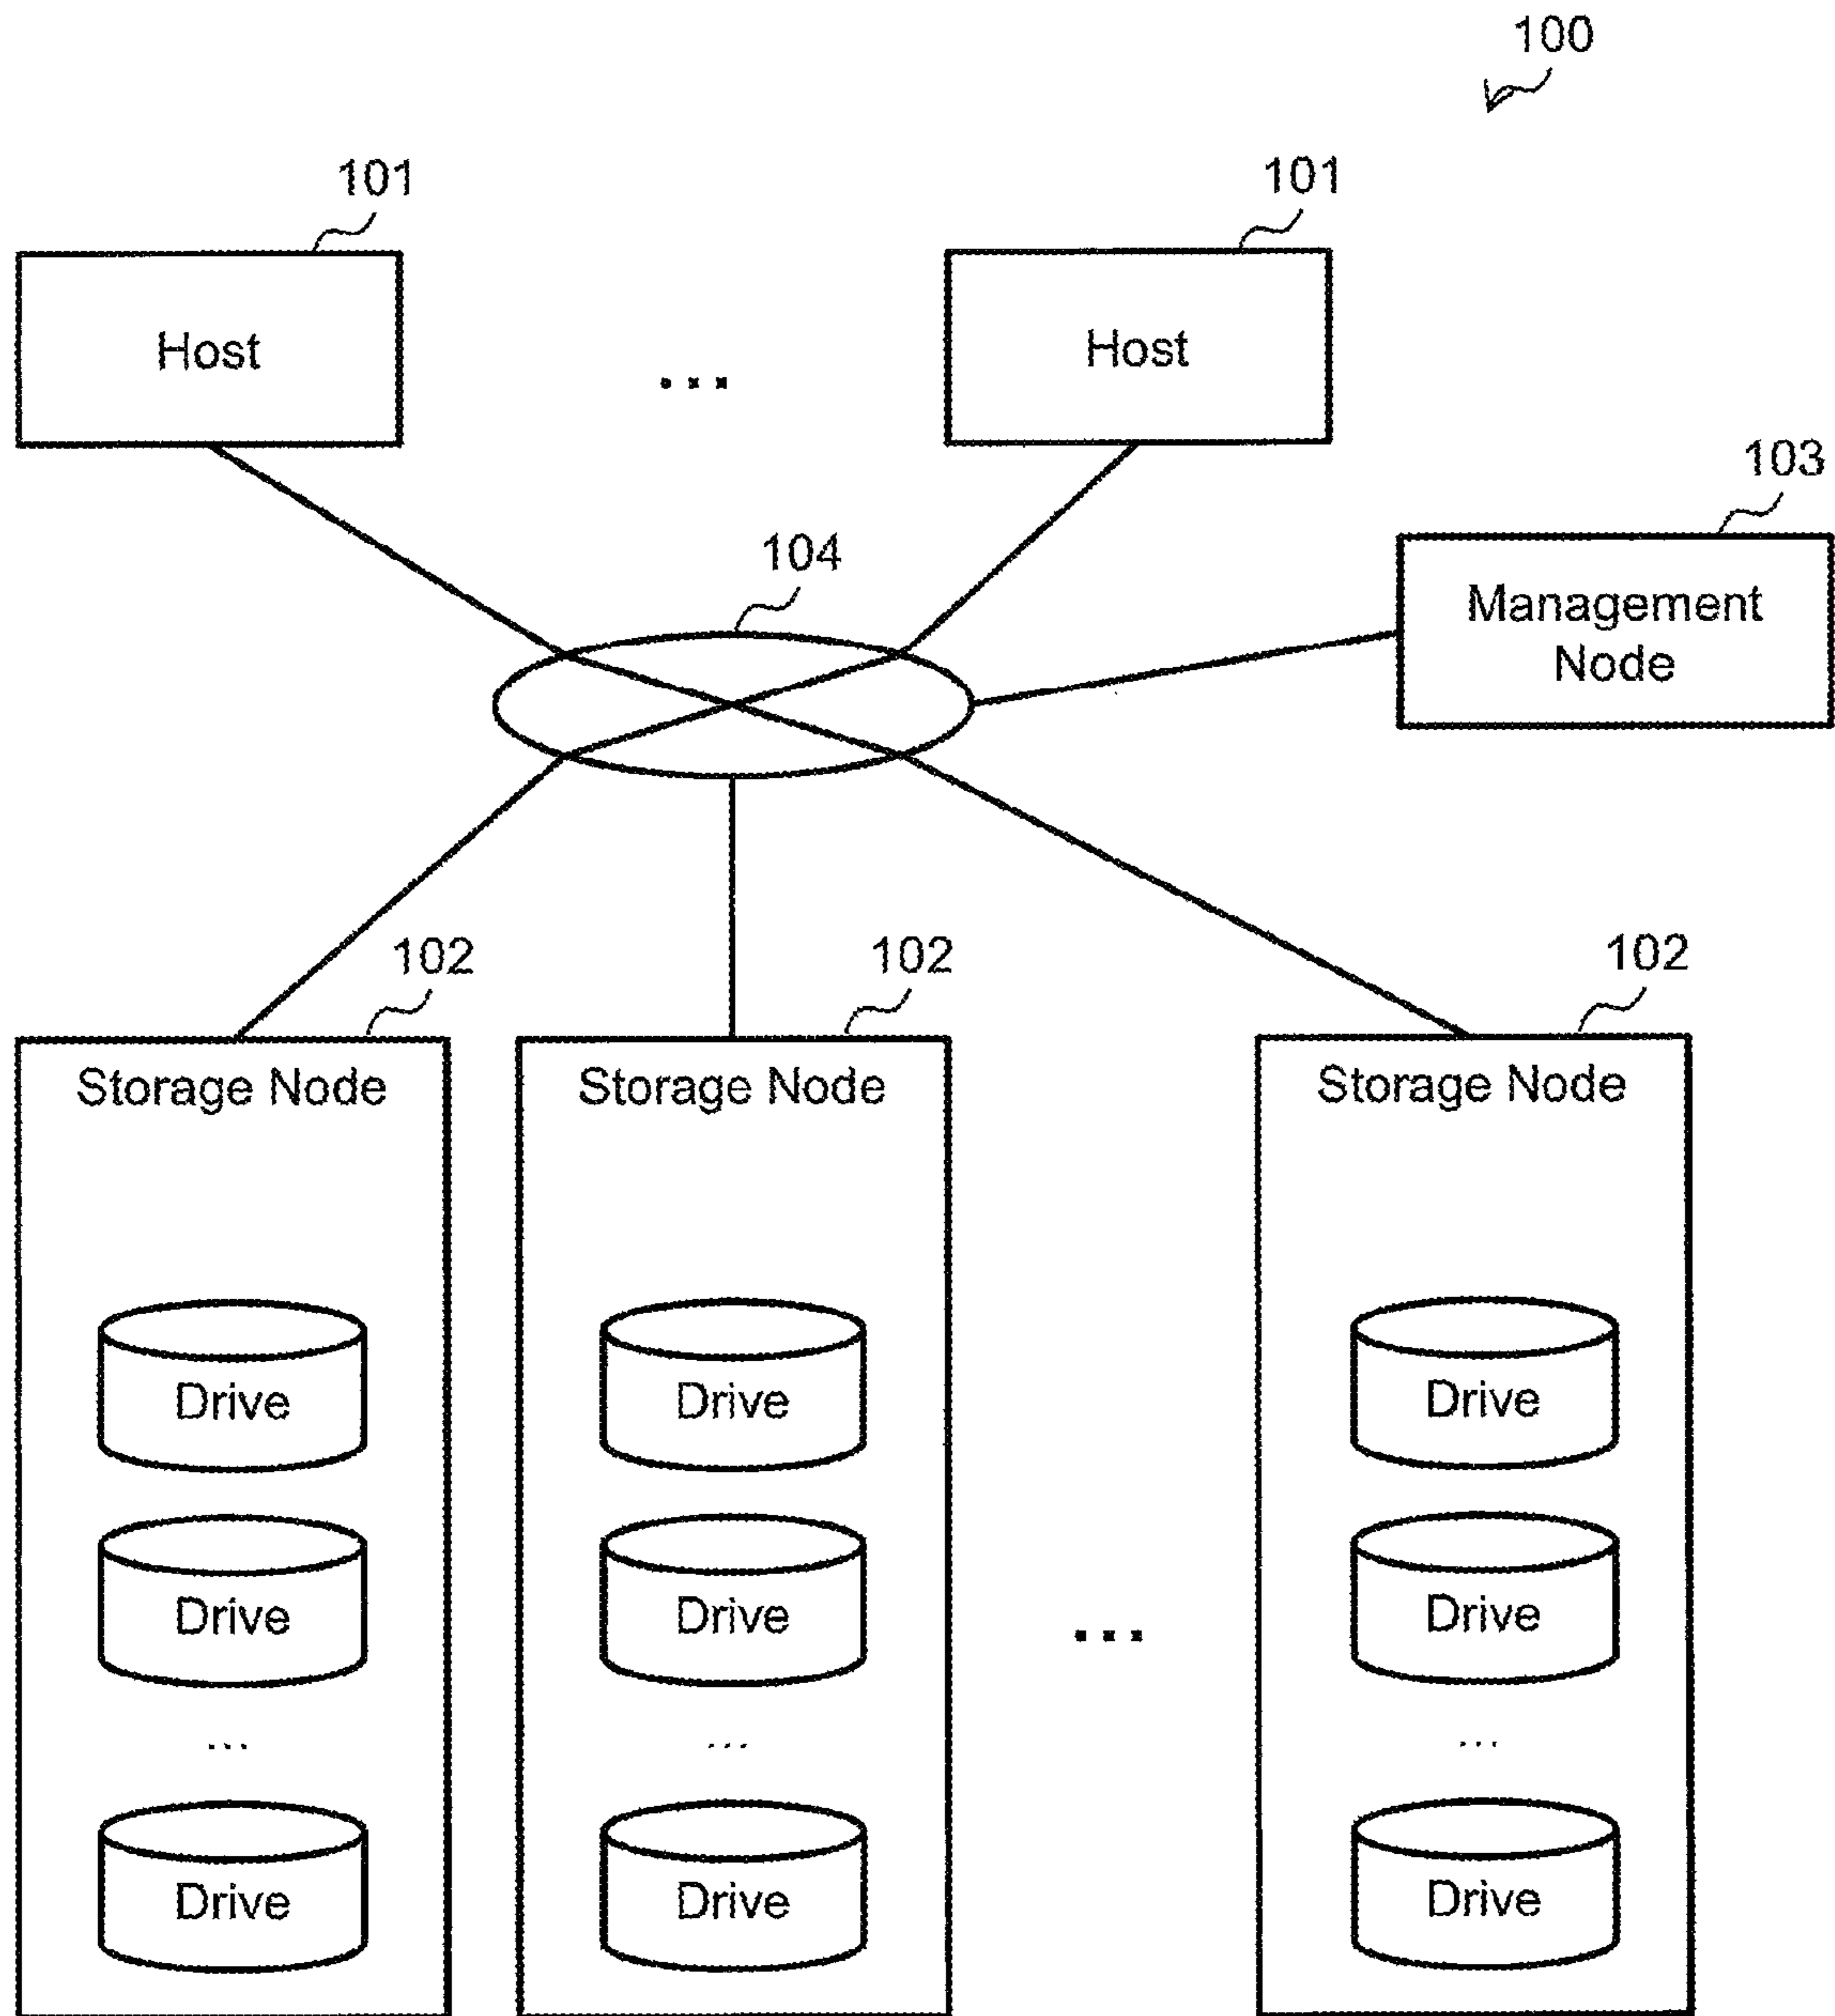 100
101
101
Host
...
Host
103
104
Management
Node
102
102
102
Storage Node
Storage Node
Storage Node
Drive
Drive
Drive
Drive
Drive
...
Drive
...
...
...
Drive
Drive
Drive